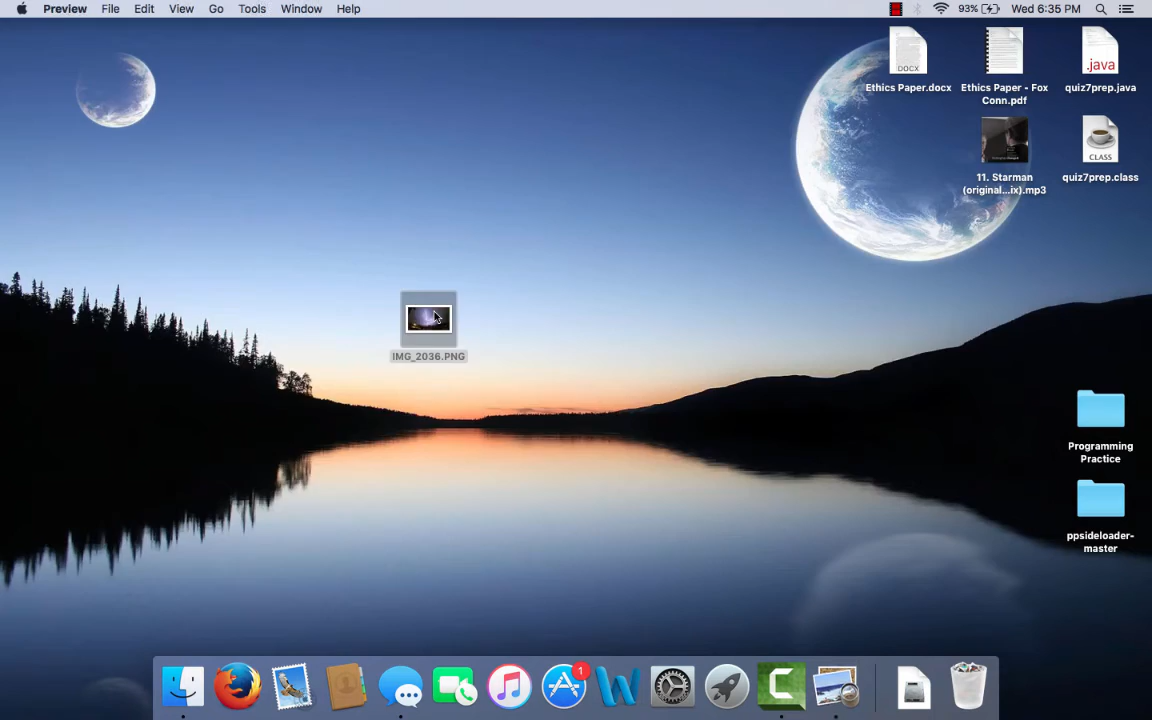 Preview File Edit View Go Tools Window Help 93% Wed 6:35 PM
DOCX
Ethics Paper.docx
Ethics Paper - Fox
Conn.pdf
.java
quiz7prep.java
11. Starman
(original...ix).mp3
CLASS
quiz7prep.class
IMG_2036.PNG
Programming
Practice
ppsideloader-
master
1